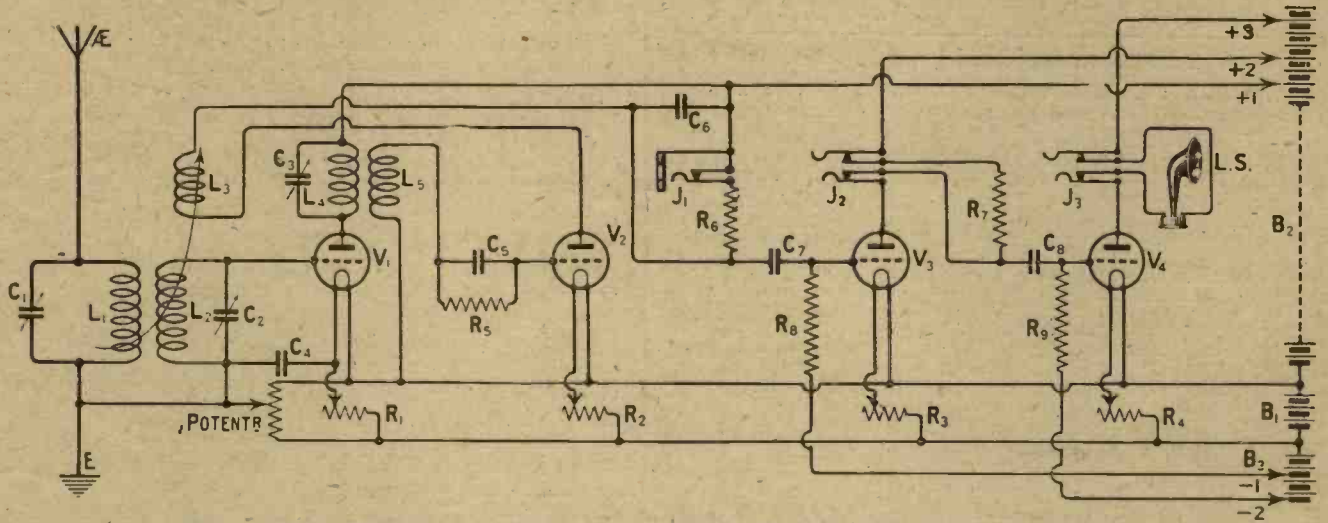 Æ
+3
+2
+1
C₆
C₃
L₃
L₄
L₅
J₁
J₂
J₃
L.S.
R₆
R₇
B₂
V₁
C₅
V₂
C₇
V₃
C₈
V₄
C₁
L₁
L₂
C₂
R₅
R₈
R₉
C₄
POTENTR
R₁
R₂
R₃
R₄
B₁
E
B₃
-1
-2